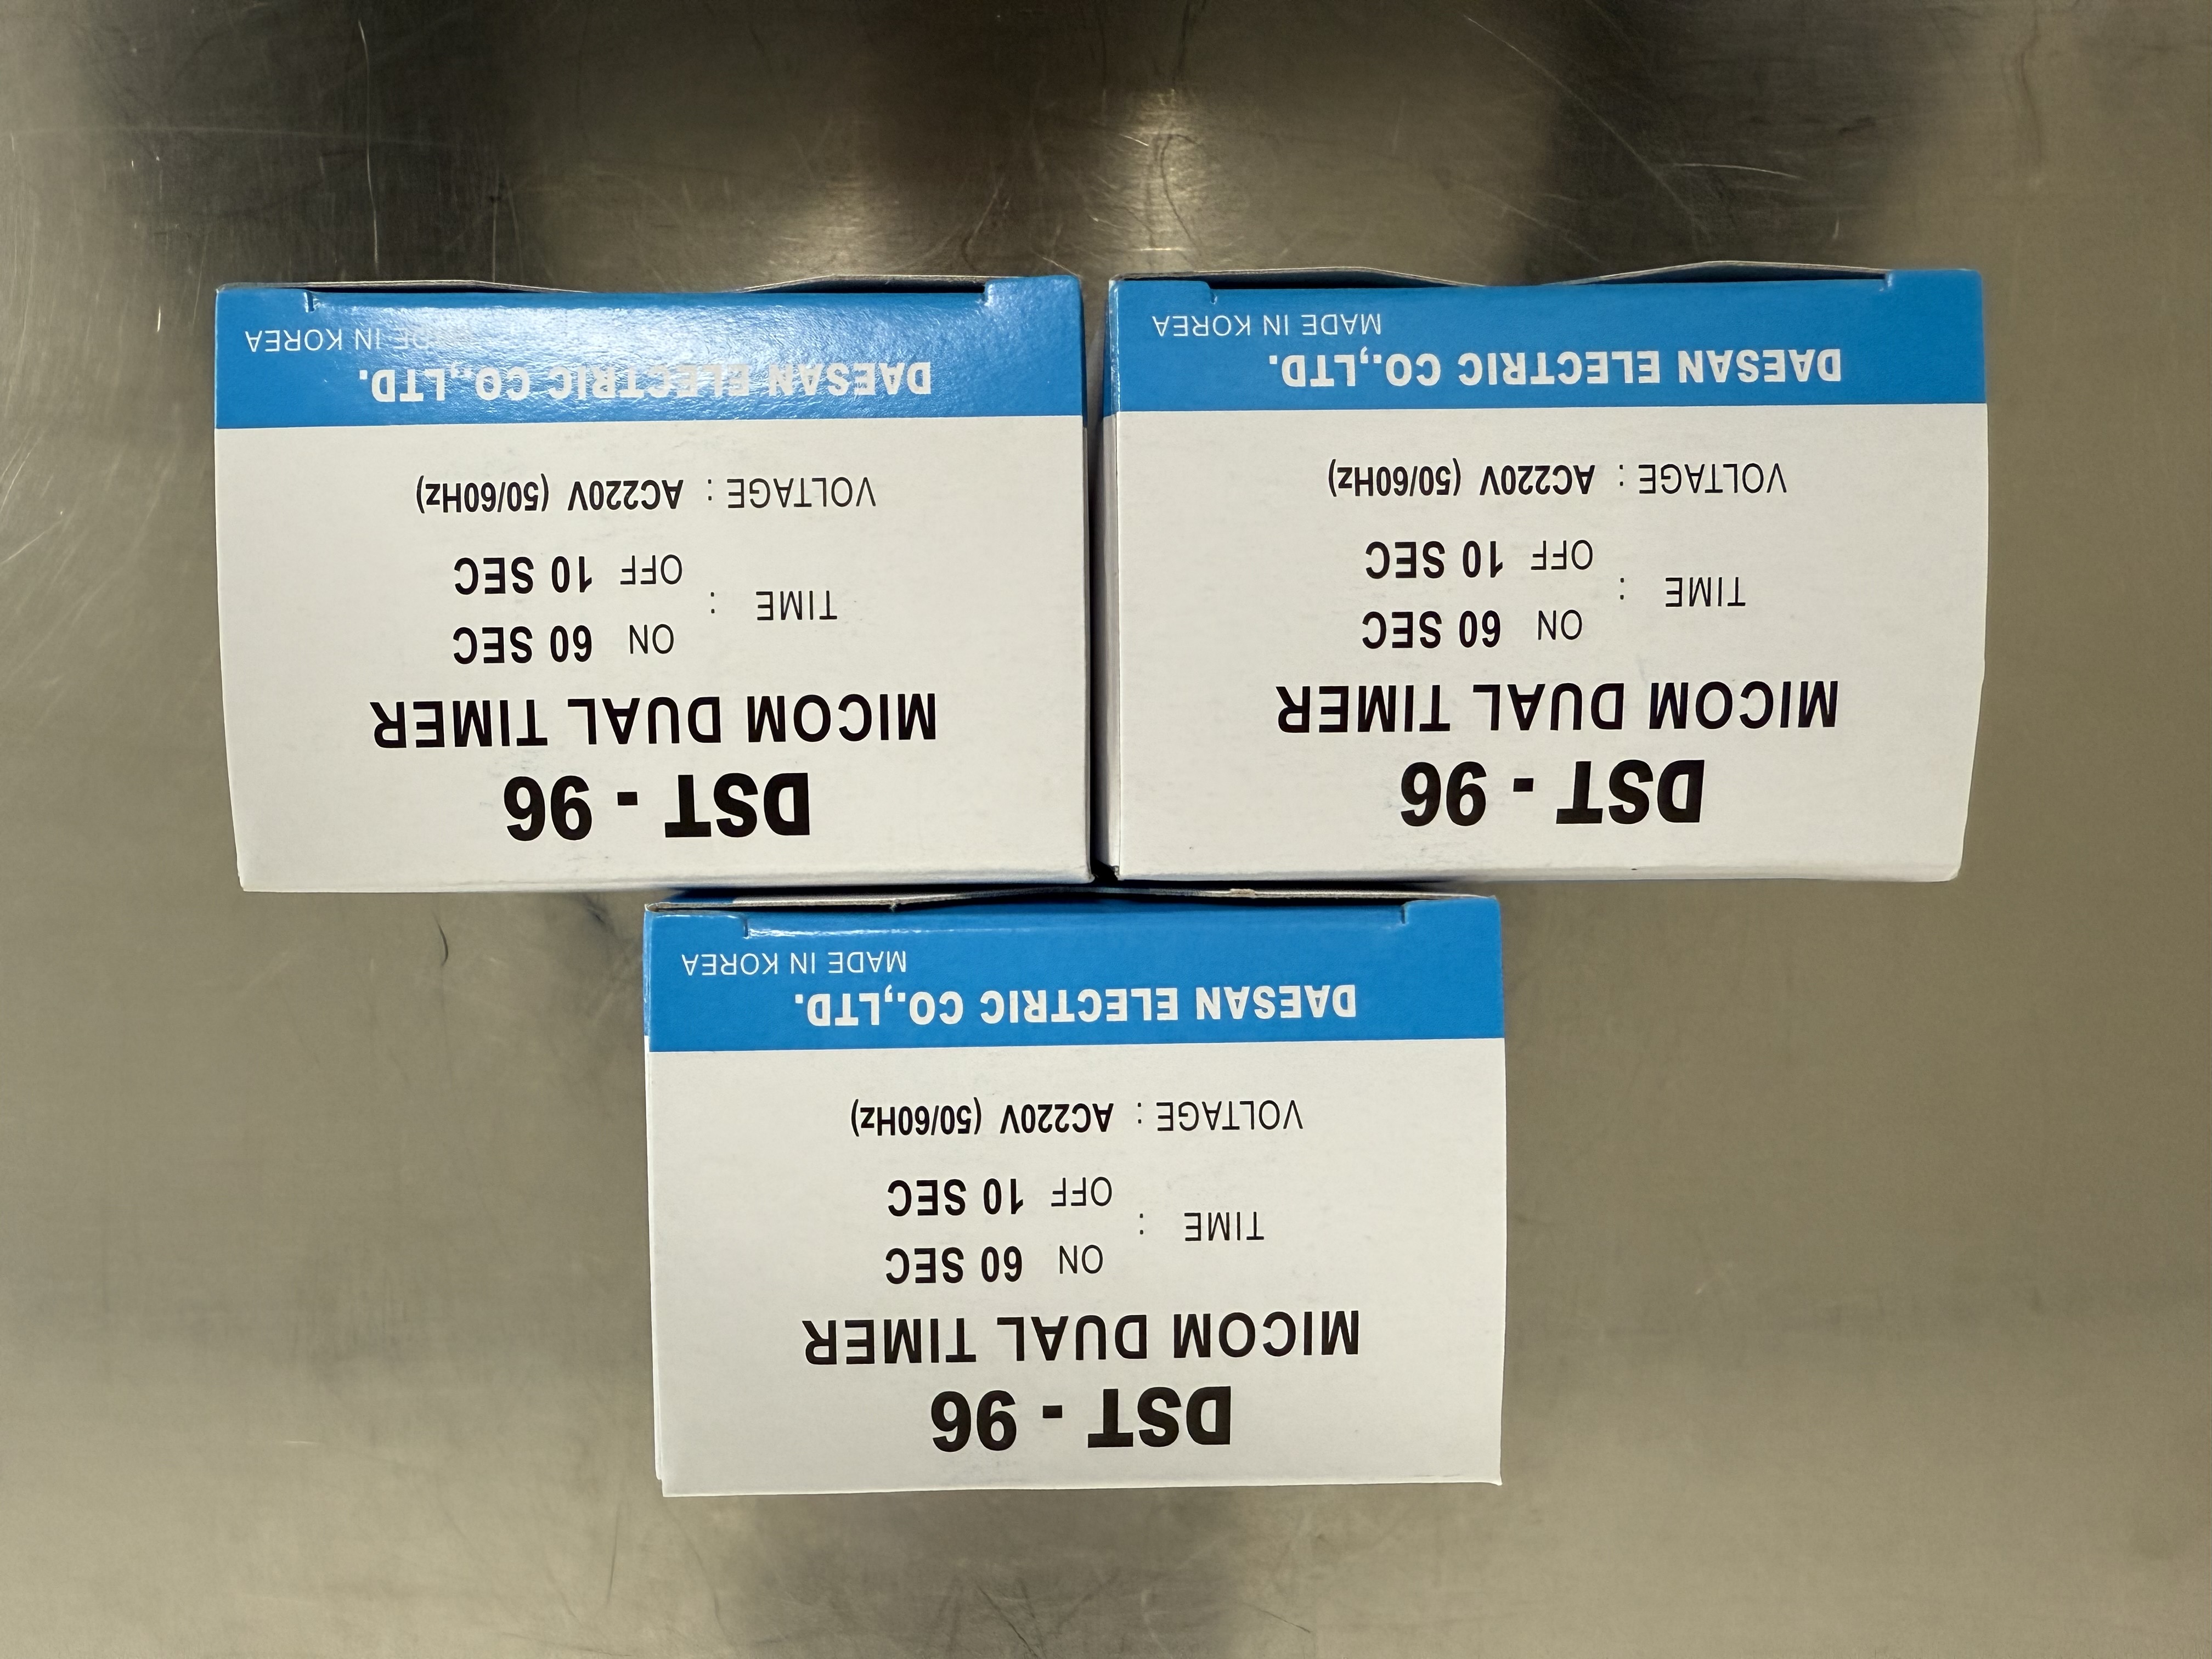 DST - 96
MICOM DUAL TIMER
TIME : ON 60 SEC
OFF 10 SEC
VOLTAGE : AC220V (50/60Hz)
DAESAN ELECTRIC CO.,LTD.
MADE IN KOREA
DST - 96
MICOM DUAL TIMER
TIME : ON 60 SEC
OFF 10 SEC
VOLTAGE : AC220V (50/60Hz)
DAESAN ELECTRIC CO.,LTD.
MADE IN KOREA
DST - 96
MICOM DUAL TIMER
TIME : ON 60 SEC
OFF 10 SEC
VOLTAGE : AC220V (50/60Hz)
DAESAN ELECTRIC CO.,LTD.
MADE IN KOREA